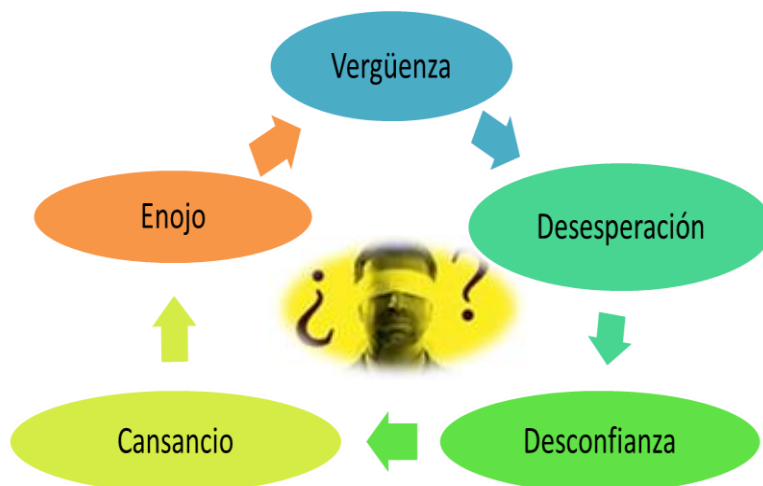 Vergüenza
Desesperación
Desconfianza
Cansancio
Enojo
¿ ?